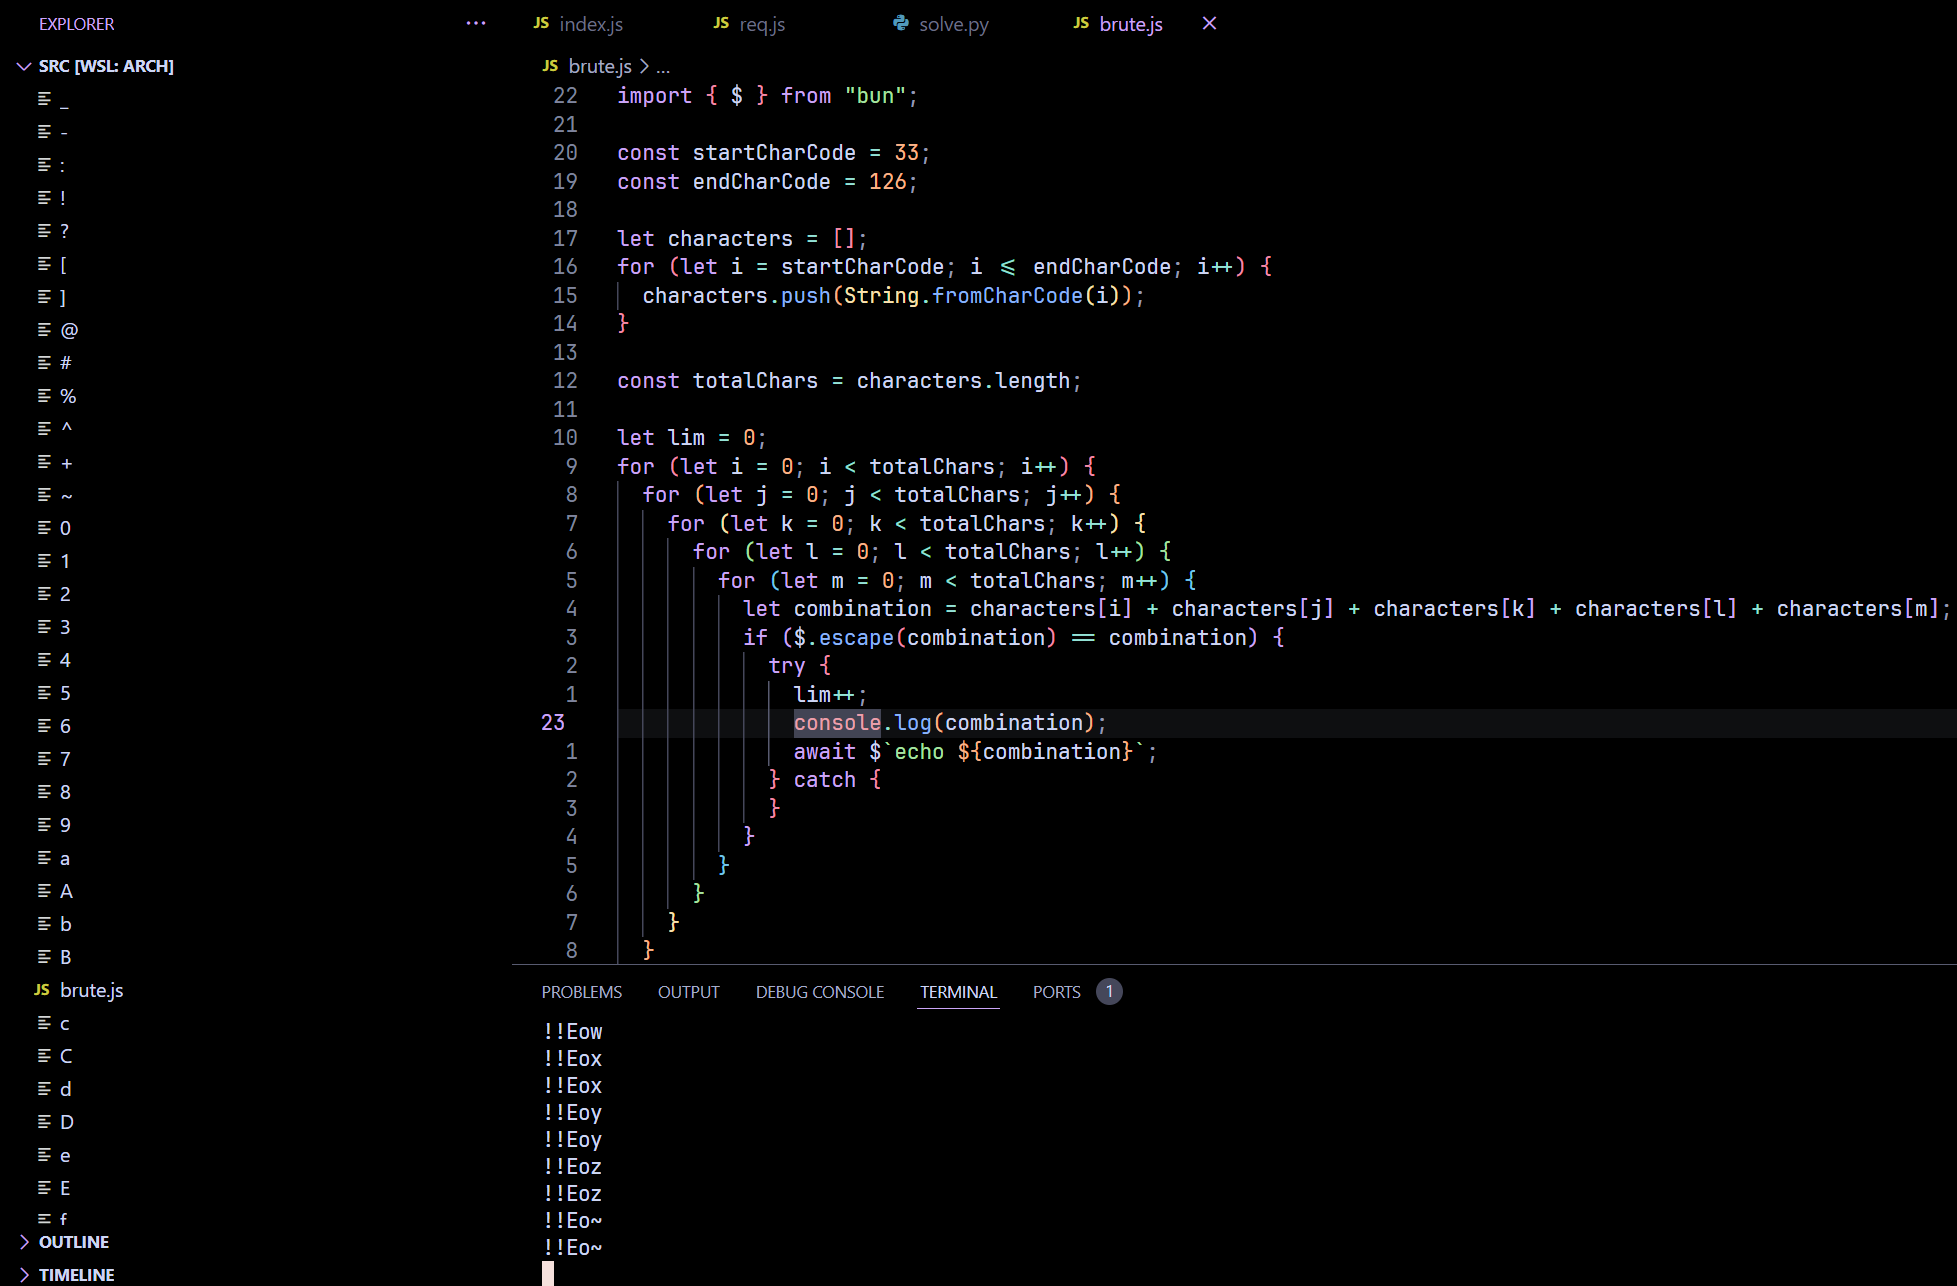 EXPLORER
SRC [WSL: ARCH]
_
-
:
!
?
[
]
@
#
%
^
+
~
0
1
2
3
4
5
6
7
8
9
a
A
b
B
JS brute.js
c
C
d
D
e
E
f
OUTLINE
TIMELINE
JS index.js JS req.js solve.py JS brute.js
JS brute.js > ...
22 import { $ } from "bun";
21
20 const startCharCode = 33;
19 const endCharCode = 126;
18
17 let characters = [];
16 for (let i = startCharCode; i <= endCharCode; i++) {
15 characters.push(String.fromCharCode(i));
14 }
13
12 const totalChars = characters.length;
11
10 let lim = 0;
9 for (let i = 0; i < totalChars; i++) {
8 for (let j = 0; j < totalChars; j++) {
7 for (let k = 0; k < totalChars; k++) {
6 for (let l = 0; l < totalChars; l++) {
5 for (let m = 0; m < totalChars; m++) {
4 let combination = characters[i] + characters[j] + characters[k] + characters[l] + characters[m];
3 if ($.escape(combination) == combination) {
2 try {
1 lim++;
23 console.log(combination);
1 await $`echo ${combination}`;
2 } catch {
3 }
4 }
5 }
6 }
7 }
8 }
PROBLEMS OUTPUT DEBUG CONSOLE TERMINAL PORTS 1
!!Eow
!!Eox
!!Eox
!!Eoy
!!Eoy
!!Eoz
!!Eoz
!!Eo~
!!Eo~